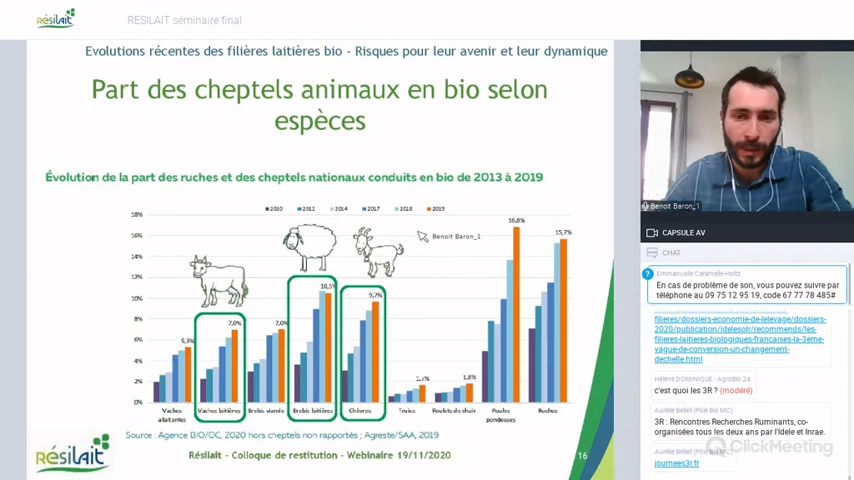 résilait
RESILAIT séminaire final
Evolutions récentes des filières laitières bio - Risques pour leur avenir et leur dynamique
Part des cheptels animaux en bio selon
espèces
Évolution de la part des ruches et des cheptels nationaux conduits en bio de 2013 à 2019
2010 2012 2014 2017 2018 2019
18%
16%
14%
12%
10%
8%
6%
4%
2%
0%
5,3%
7,0%
7,0%
10,5%
9,7%
1,7%
1,8%
16,8%
15,7%
Benoit Baron_1
Vaches
allaitantes
Vaches laitières
Brebis viande
Brebis laitières
Chèvres
Truies
Poulets de chair
Poules
pondeuses
Ruches
Source : Agence BIO/OC, 2020 hors cheptels non rapportés ; Agreste/SAA, 2019
résilait
Résilait - Colloque de restitution - Webinaire 19/11/2020
16
Benoit Baron_1
CAPSULE AV
CHAT
?
Emmanuelle Caramelle-Holtz
En cas de problème de son, vous pouvez suivre par
téléphone au 09 75 12 95 19, code 67 77 78 485#
filieres/dossiers-economie-de-lelevage/dossiers-
2020/publication/idelesolr/recommends/les-
filieres-laitieres-biologiques-francaises-la-3eme-
vague-de-conversion-un-changement-
dechelle.html
Hélène DOMINIQUE - AgroBio 24
c'est quoi les 3R ? (modéré)
Aurélie Belleil (Pôle Bio MC)
3R : Rencontres Recherches Ruminants, co-
organisées tous les deux ans par l'Idele et Inrae.
Aurélie Belleil (Pôle Bio MC)
journees3r.fr
ClickMeeting